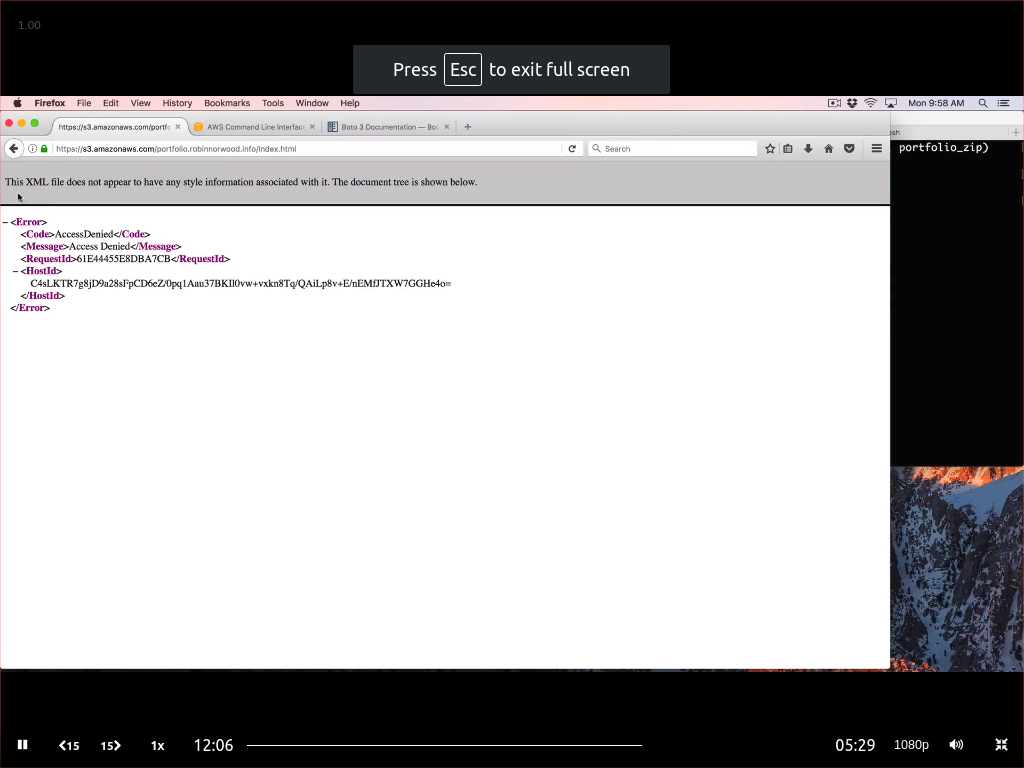 1.00
Press Esc to exit full screen
Firefox File Edit View History Bookmarks Tools Window Help Mon 9:58 AM
https://s3.amazonaws.com/portfo AWS Command Line Interfac Boto 3 Documentation — Bo
https://s3.amazonaws.com/portfolio.robinnorwood.info/index.html Search
portfolio_zip)
This XML file does not appear to have any style information associated with it. The document tree is shown below.
– <Error>
<Code>AccessDenied</Code>
<Message>Access Denied</Message>
<RequestId>61E44455E8DBA7CB</RequestId>
– <HostId>
C4sLKTR7g8jD9a28sFpCD6eZ/0pq1Aau37BKIl0vw+vxkn8Tq/QAiLp8v+E/nEMfJTXW7GGHe4o=
</HostId>
</Error>
15 15 1x 12:06 05:29 1080p